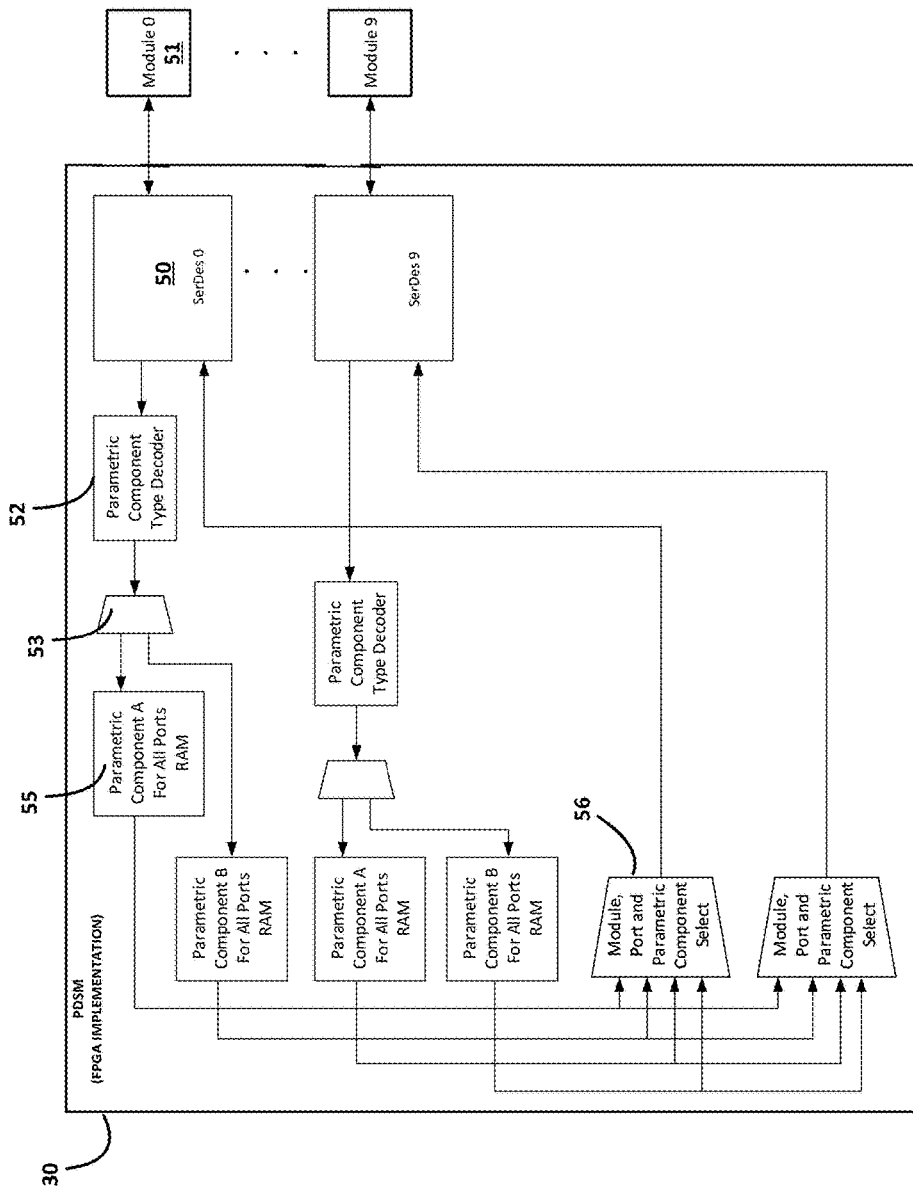 30
PDSM
(FPGA IMPLEMENTATION)
55
Parametric
Component A
For All Ports
RAM
53
52
Parametric
Component
Type Decoder
50
SerDes 0
Module 0
51
Parametric
Component B
For All Ports
RAM
Parametric
Component A
For All Ports
RAM
Parametric
Component
Type Decoder
SerDes 9
Module 9
Parametric
Component B
For All Ports
RAM
56
Module,
Port and
Parametric
Component
Select
Module,
Port and
Parametric
Component
Select